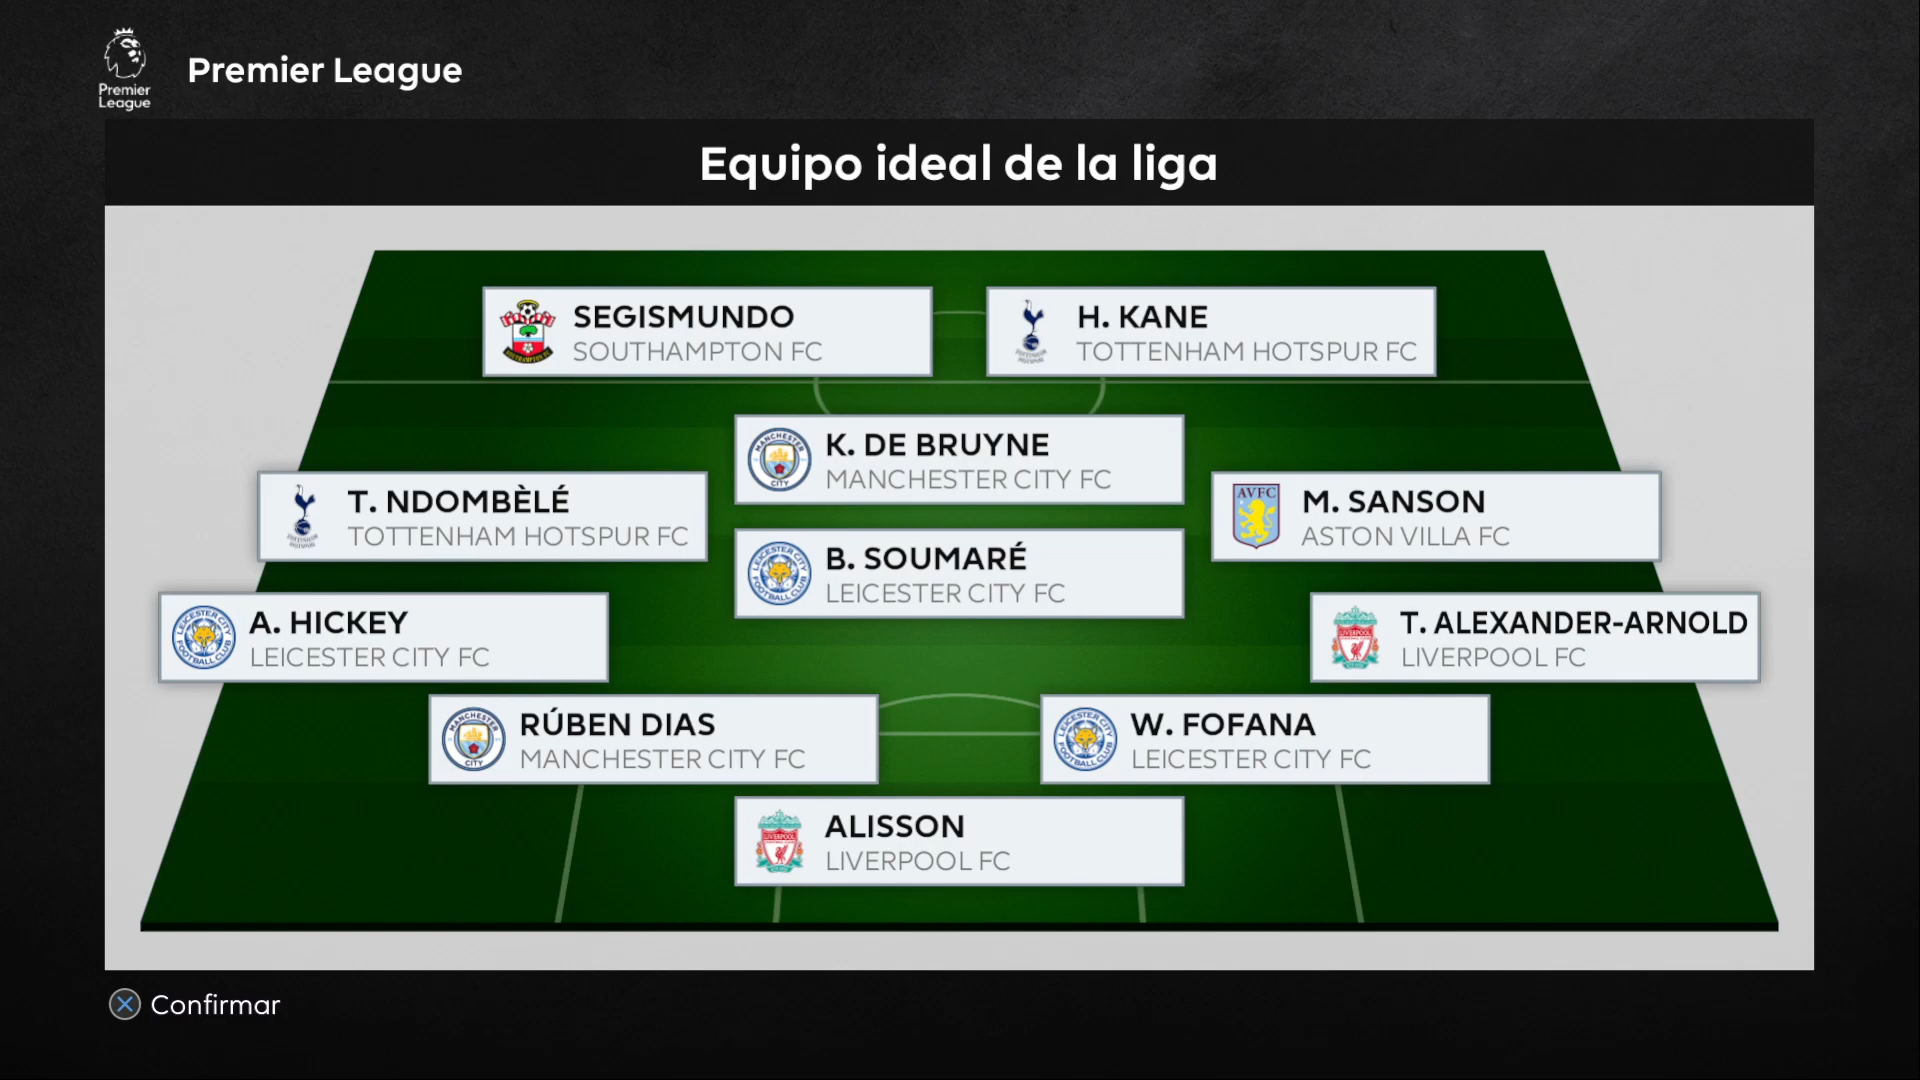 Premier
League
Premier League
Equipo ideal de la liga
SEGISMUNDO
SOUTHAMPTON FC
H. KANE
TOTTENHAM HOTSPUR FC
K. DE BRUYNE
MANCHESTER CITY FC
T. NDOMBÈLÉ
TOTTENHAM HOTSPUR FC
M. SANSON
ASTON VILLA FC
AVFC
B. SOUMARÉ
LEICESTER CITY FC
A. HICKEY
LEICESTER CITY FC
T. ALEXANDER-ARNOLD
LIVERPOOL FC
RÚBEN DIAS
MANCHESTER CITY FC
W. FOFANA
LEICESTER CITY FC
ALISSON
LIVERPOOL FC
Confirmar